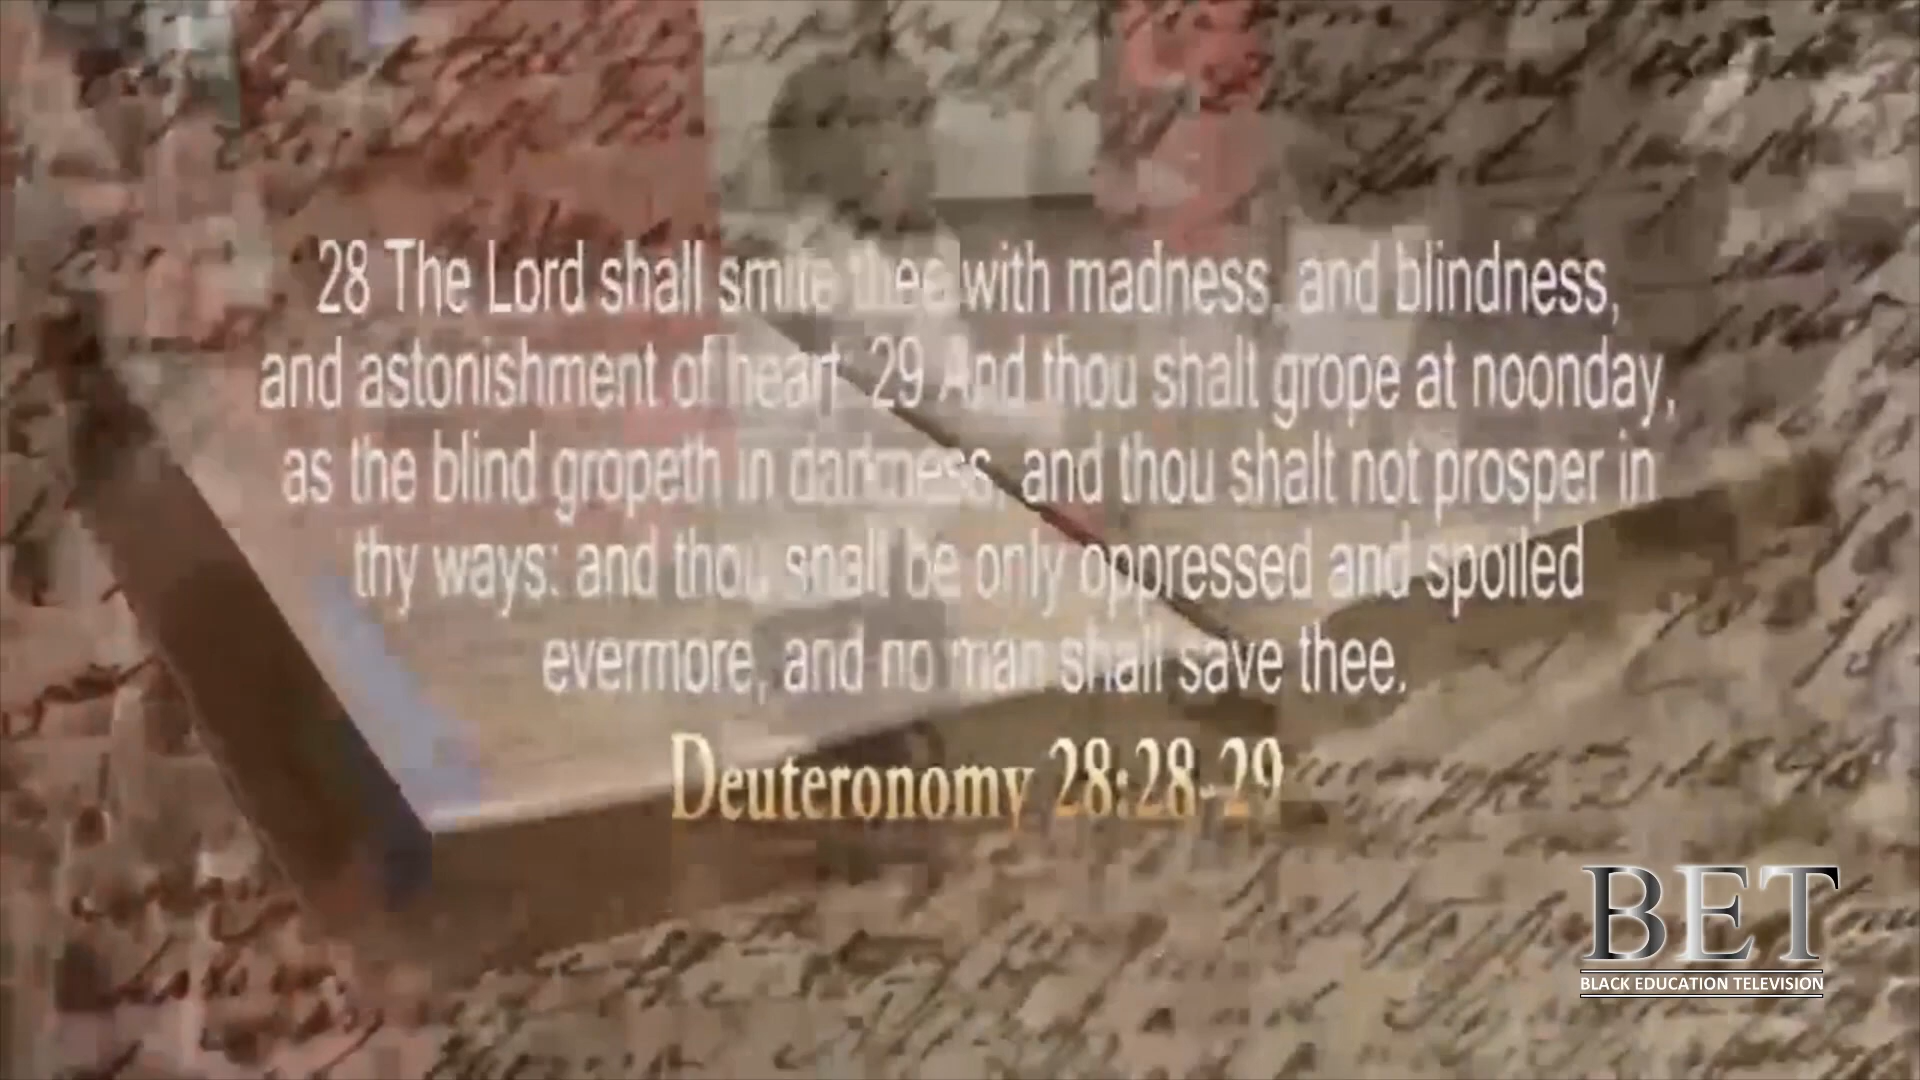 28 The Lord shall smite thee with madness, and blindness,
and astonishment of heart: 29 And thou shalt grope at noonday,
as the blind gropeth in darkness, and thou shalt not prosper in
thy ways: and thou shalt be only oppressed and spoiled
evermore, and no man shall save thee.
Deuteronomy 28:28-29
BET
BLACK EDUCATION TELEVISION